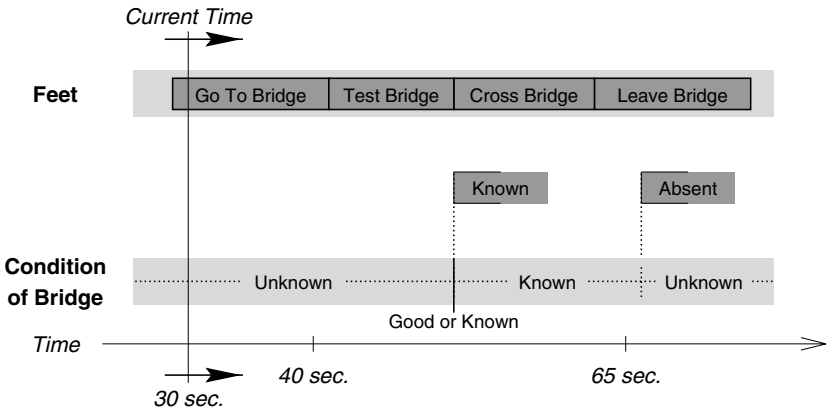 Current Time
Feet
Go To Bridge
Test Bridge
Cross Bridge
Leave Bridge
Known
Absent
Condition
of Bridge
Unknown
Known
Unknown
Good or Known
Time
40 sec.
65 sec.
30 sec.